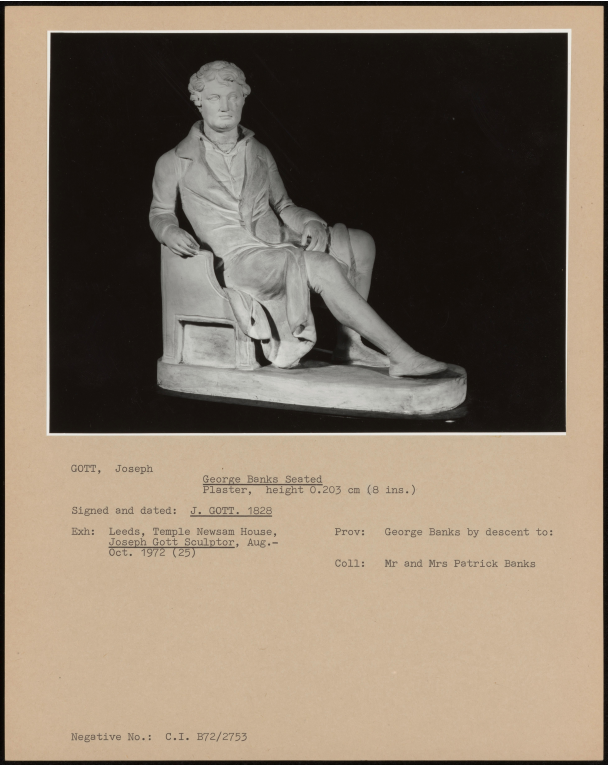 GOTT, Joseph
George Banks Seated
Plaster, height 0.203 cm (8 ins.)
Signed and dated: J. GOTT. 1828
Exh: Leeds, Temple Newsam House,
Joseph Gott Sculptor, Aug.-
Oct. 1972 (25)
Prov: George Banks by descent to:
Coll: Mr and Mrs Patrick Banks
Negative No.: C.I. B72/2753